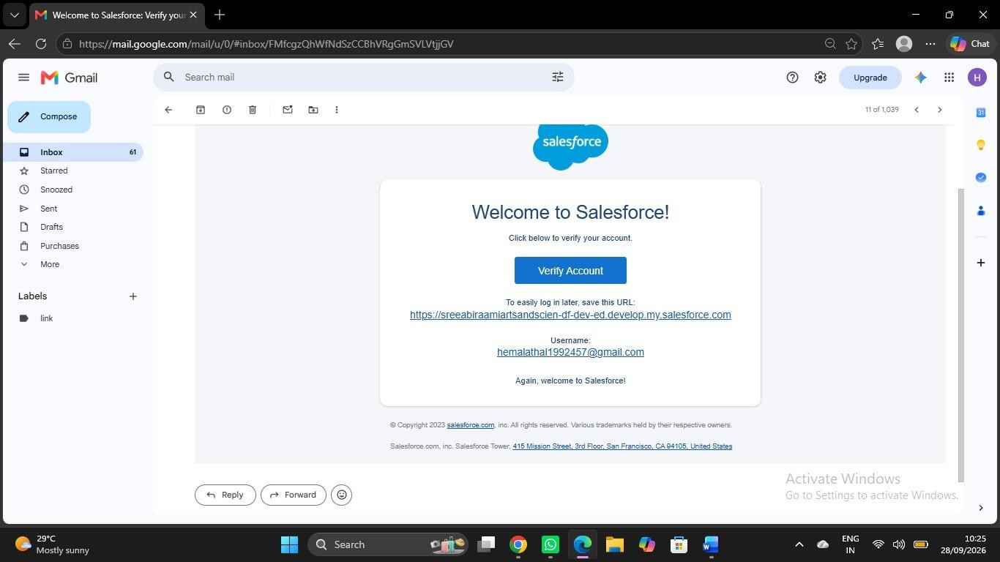 Welcome to Salesforce: Verify your
https://mail.google.com/mail/u/0/#inbox/FMfcgzQhWfNdSzCCBhVRgGmSVLVtjjGV
Chat
Gmail
Search mail
Upgrade
H
Compose
11 of 1,039
31
Inbox 61
Starred
Snoozed
Sent
Drafts
Purchases
More
Labels
link
salesforce
Welcome to Salesforce!
Click below to verify your account.
Verify Account
To easily log in later, save this URL:
https://sreeabiraamiartsandscien-df-dev-ed.develop.my.salesforce.com
Username:
hemalathal1992457@gmail.com
Again, welcome to Salesforce!
© Copyright 2023 salesforce.com, inc. All rights reserved. Various trademarks held by their respective owners.
Salesforce.com, inc. Salesforce Tower, 415 Mission Street, 3rd Floor, San Francisco, CA 94105, United States
Reply
Forward
Activate Windows
Go to Settings to activate Windows.
29°C
Mostly sunny
Search
ENG
IN
10:25
28/09/2026